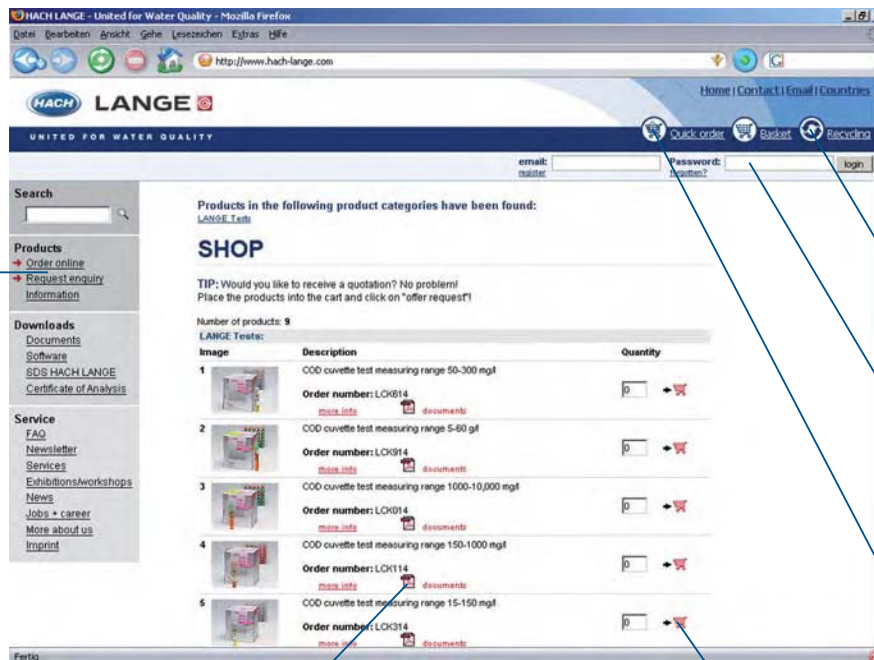 HACH LANGE - United for Water Quality - Mozilla Firefox
Datei Bearbeiten Ansicht Gehe Lesezeichen Extras Hilfe
http://www.hach-lange.com
G
Home | Contact | Email | Countries
HACH LANGE
UNITED FOR WATER QUALITY
Quick order Basket Recycling
email: Password: login
register forgotten?
Search
Products
Order online
Request enquiry
Information
Downloads
Documents
Software
SDS HACH LANGE
Certificate of Analysis
Service
FAQ
Newsletter
Services
Exhibitions/workshops
News
Jobs + career
More about us
Imprint
Products in the following product categories have been found:
LANGE Tests
SHOP
TIP: Would you like to receive a quotation? No problem!
Place the products into the cart and click on "offer request"!
Number of products: 9
LANGE Tests:
Image Description Quantity
1 COD cuvette test measuring range 50-300 mg/l
Order number: LCK614 0
more info documents
2 COD cuvette test measuring range 5-60 g/l
Order number: LCK914 0
more info documents
3 COD cuvette test measuring range 1000-10,000 mg/l
Order number: LCK014 0
more info documents
4 COD cuvette test measuring range 150-1000 mg/l
Order number: LCK114 0
more info documents
5 COD cuvette test measuring range 15-150 mg/l
Order number: LCK314 0
more info documents
Fertig